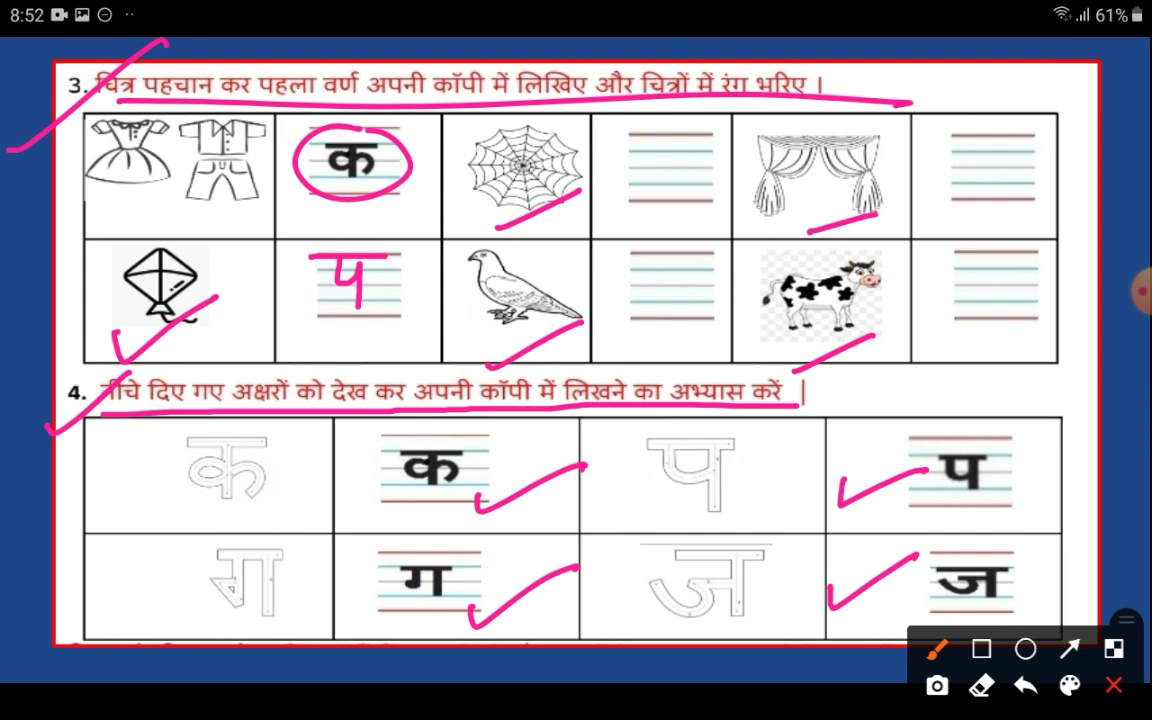 8:52
61%
3. चित्र पहचान कर पहला वर्ण अपनी कॉपी में लिखिए और चित्रों में रंग भरिए ।
क
प
4. नीचे दिए गए अक्षरों को देख कर अपनी कॉपी में लिखने का अभ्यास करें |
क क प प
ग ग ज ज